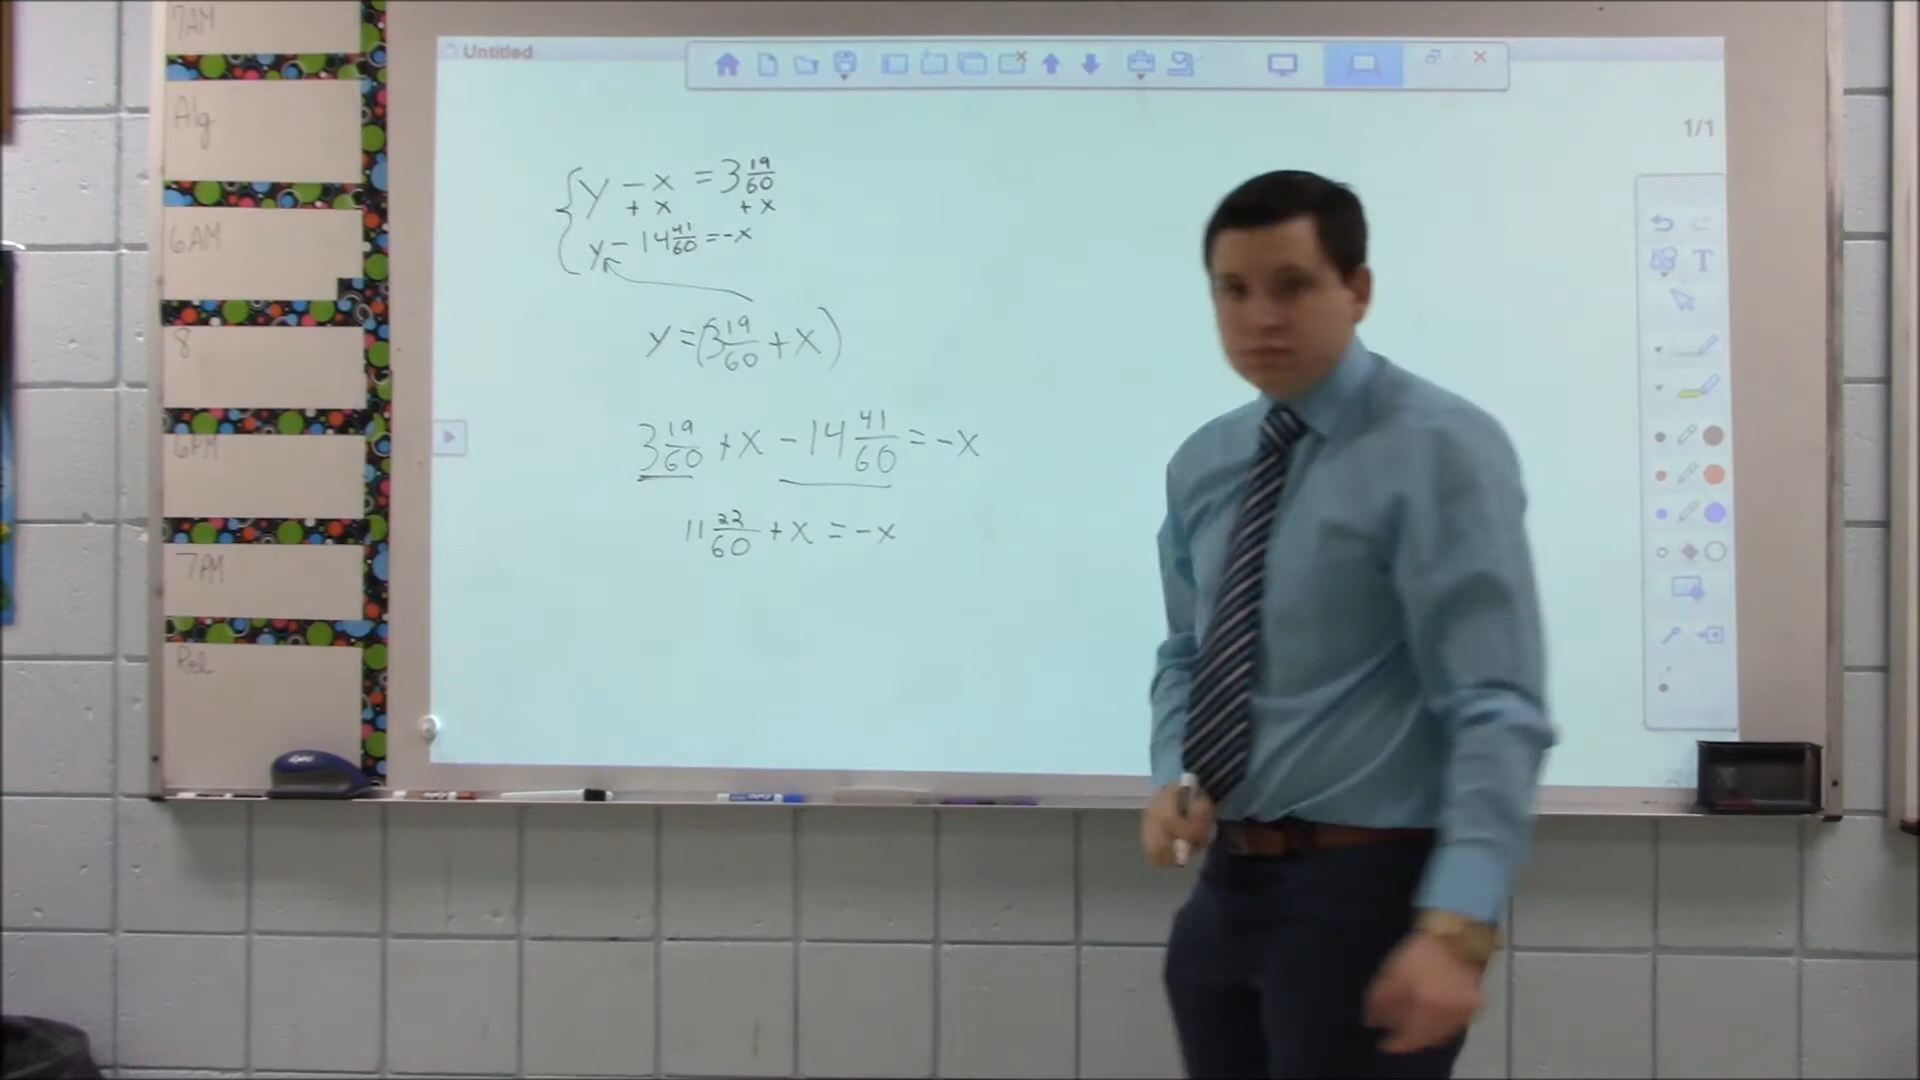 7AM
Alg
6AM
8
6PM
7PM
Rel
Untitled
1/1
T
y - x = 3 19/60
+ x + x
y - 14 41/60 = -x
y = (3 19/60 + x)
3 19/60 + x - 14 41/60 = -x
11 22/60 + x = -x